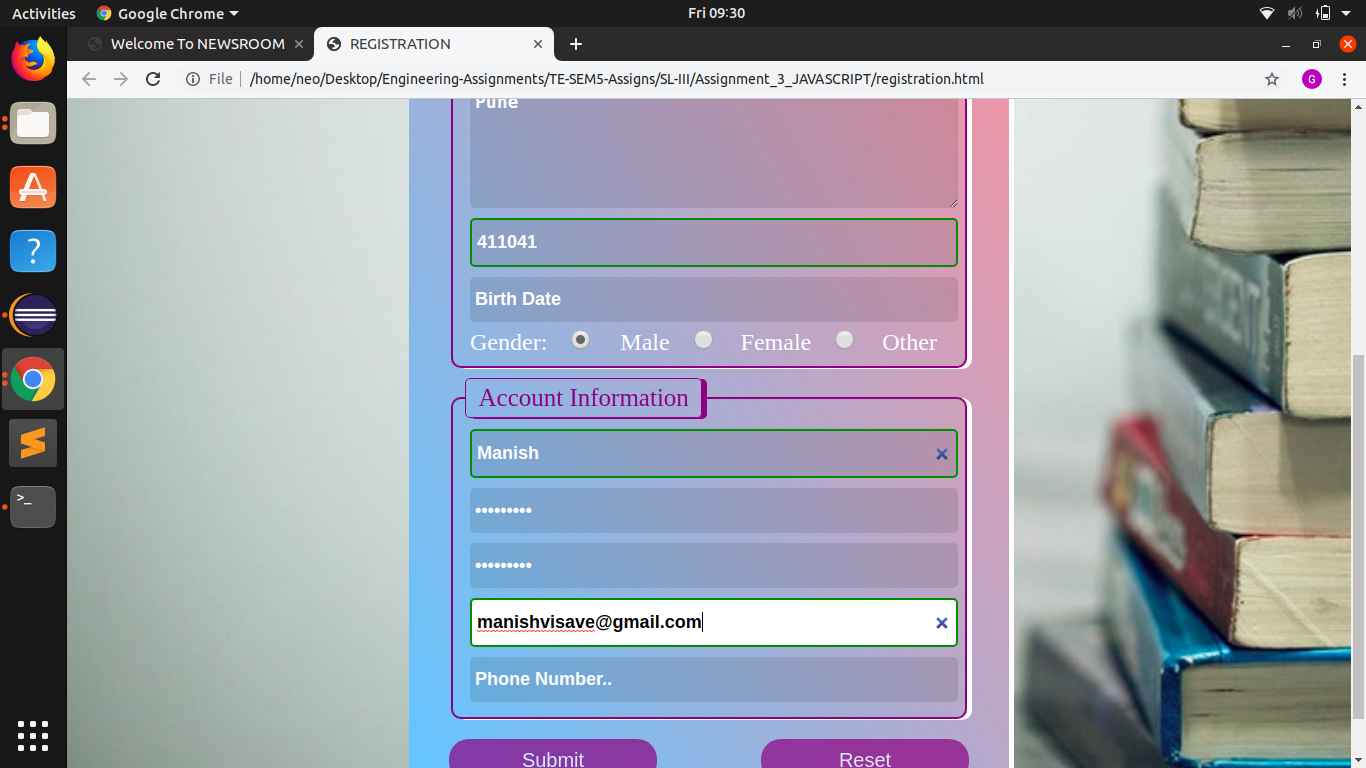 Activities Google Chrome Fri 09:30
Welcome To NEWSROOM REGISTRATION
File /home/neo/Desktop/Engineering-Assignments/TE-SEM5-Assigns/SL-III/Assignment_3_JAVASCRIPT/registration.html
G
Pune
411041
Birth Date
Gender: Male Female Other
Account Information
Manish
•••••••••
•••••••••
manishvisave@gmail.com
Phone Number..
Submit Reset